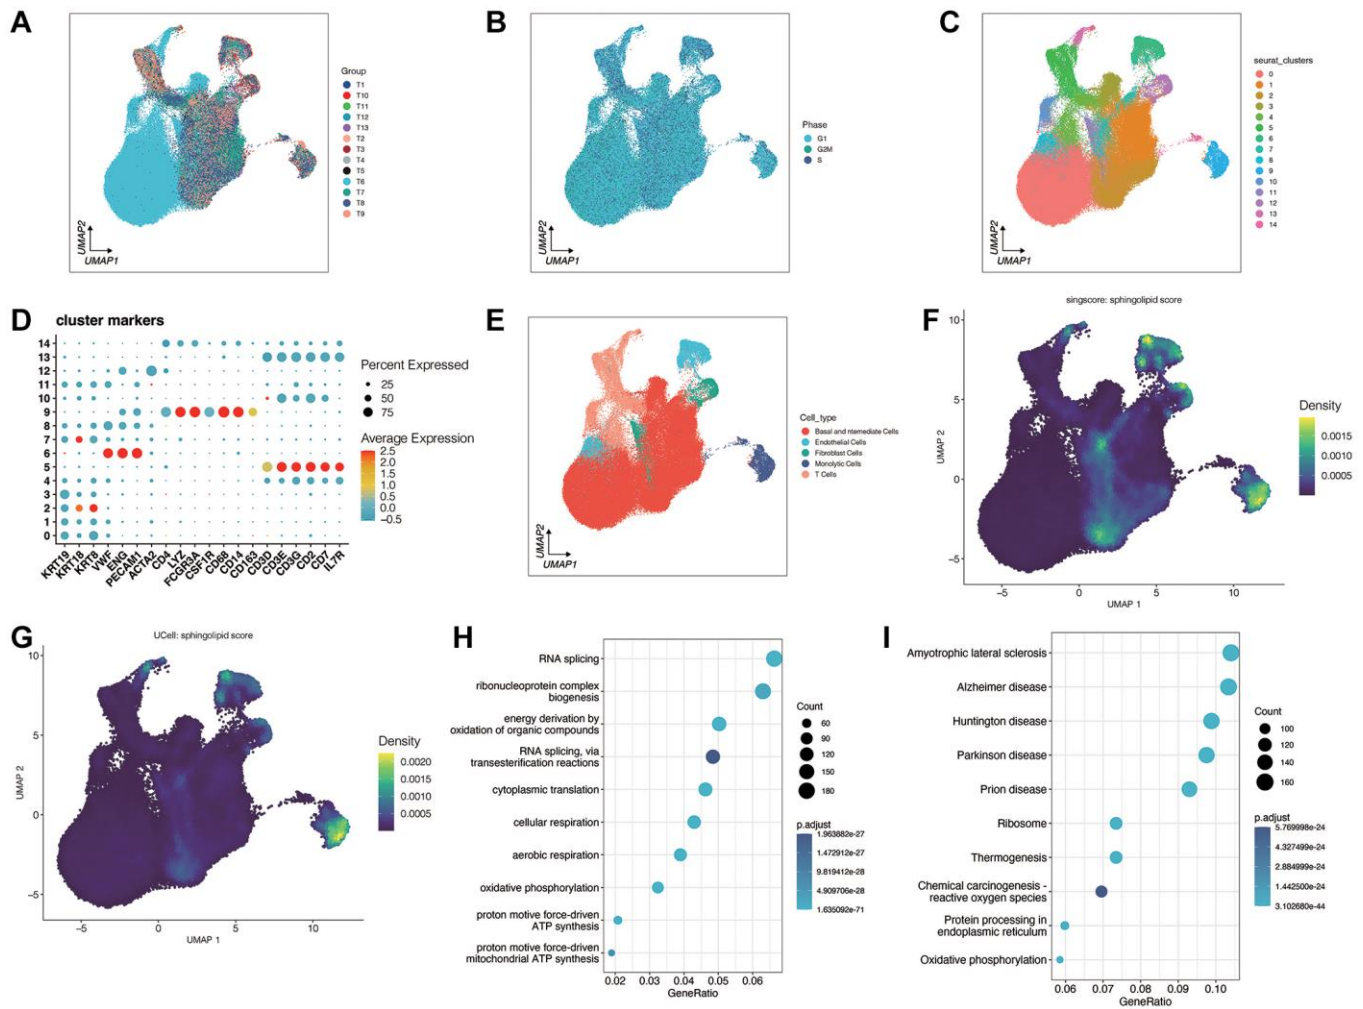 A
Group
T1
T10
T11
T12
T13
T2
T3
T4
T5
T6
T7
T8
T9
UMAP2
UMAP1
B
Phase
G1
G2M
S
UMAP2
UMAP1
C
seurat_clusters
0
1
2
3
4
5
6
7
8
9
10
11
12
13
14
UMAP2
UMAP1
D
cluster markers
14
13
12
11
10
9
8
7
6
5
4
3
2
1
0
KRT19
KRT18
KRT8
VWF
ENG
PECAM1
ACTA2
CD4
LYZ
FCGR3A
CSF1R
CD68
CD14
CD163
CD3D
CD3E
CD3G
CD2
CD7
IL7R
Percent Expressed
25
50
75
Average Expression
2.5
2.0
1.5
1.0
0.5
0.0
−0.5
E
Cell_type
Basal and ntemediate Cells
Endothelial Cells
Fibroblast Cells
Monolytic Cells
T Cells
UMAP2
UMAP1
F
singscore: sphingolipid score
10
5
0
−5
UMAP 2
−5 0 5 10
UMAP 1
Density
0.0015
0.0010
0.0005
G
UCell: sphingolipid score
10
5
0
−5
UMAP 2
−5 0 5 10
UMAP 1
Density
0.0020
0.0015
0.0010
0.0005
H
RNA splicing
ribonucleoprotein complex
biogenesis
energy derivation by
oxidation of organic compounds
RNA splicing, via
transesterification reactions
cytoplasmic translation
cellular respiration
aerobic respiration
oxidative phosphorylation
proton motive force-driven
ATP synthesis
proton motive force-driven
mitochondrial ATP synthesis
0.02 0.03 0.04 0.05 0.06
GeneRatio
Count
60
90
120
150
180
p.adjust
1.963882e-27
1.472912e-27
9.819412e-28
4.909706e-28
1.635092e-71
I
Amyotrophic lateral sclerosis
Alzheimer disease
Huntington disease
Parkinson disease
Prion disease
Ribosome
Thermogenesis
Chemical carcinogenesis -
reactive oxygen species
Protein processing in
endoplasmic reticulum
Oxidative phosphorylation
0.06 0.07 0.08 0.09 0.10
GeneRatio
Count
100
120
140
160
p.adjust
5.769998e-24
4.327499e-24
2.884999e-24
1.442500e-24
3.102680e-44